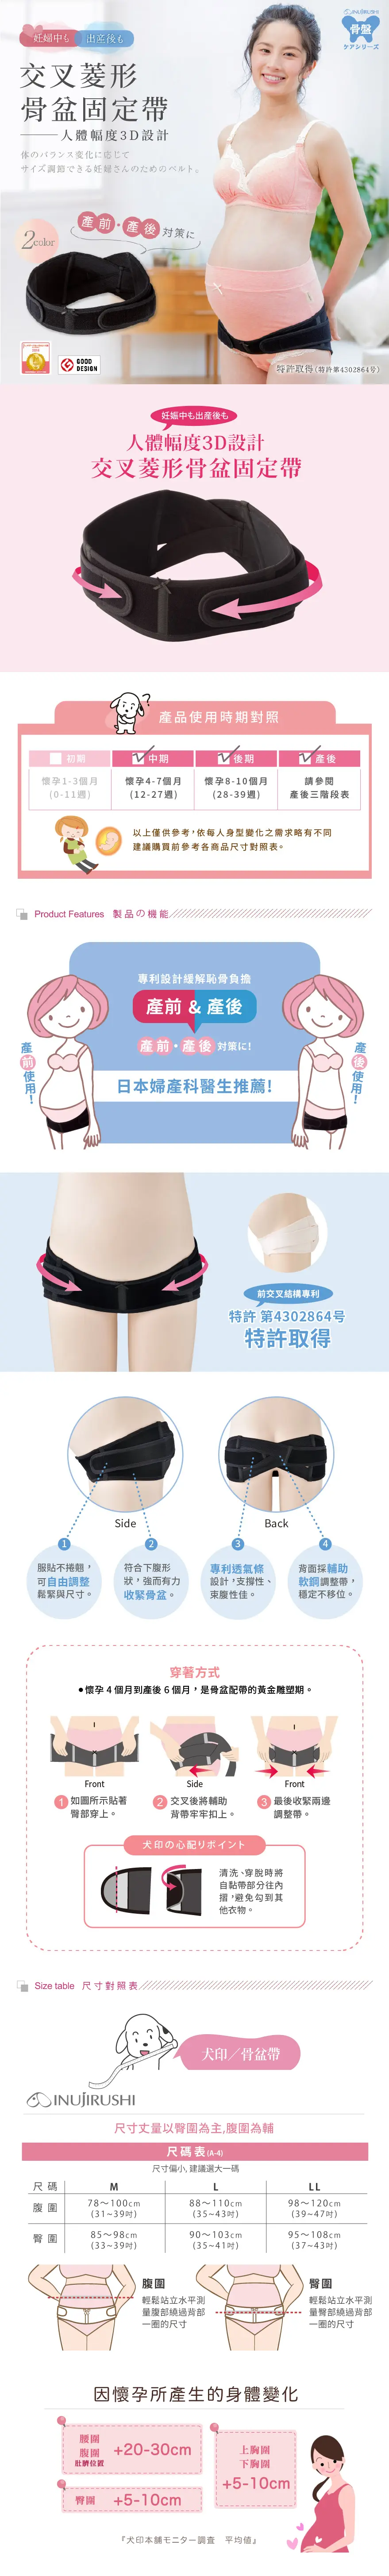 妊婦中も 出産後も
INUJIRUSHI
骨盤
ケアシリーズ
交叉菱形
骨盆固定帶
人體幅度3D設計
体のバランス変化に応じて
サイズ調節できる妊婦さんのためのベルト。
産前・産後 対策に
2color
GOOD
DESIGN
特許取得(特許第4302864号)
妊娠中も出産後も
人體幅度3D設計
交叉菱形骨盆固定帶
產品使用時期對照
初期 中期 後期 產後
懷孕1-3個月 懷孕4-7個月 懷孕8-10個月 請參閱
(0-11週) (12-27週) (28-39週) 產後三階段表
以上僅供參考，依每人身型變化之需求略有不同
建議購買前參考各商品尺寸對照表。
Product Features 製品の機能
專利設計緩解恥骨負擔
產前 & 產後
產前・產後 対策に!
日本婦產科醫生推薦!
產前使用!
產後使用!
前交叉結構專利
特許 第4302864号
特許取得
Side
Back
1
服貼不捲翹，
可自由調整
鬆緊與尺寸。
2
符合下腹形
狀，強而有力
收緊骨盆。
3
專利透氣條
設計，支撐性、
束腹性佳。
4
背面採輔助
軟鋼調整帶，
穩定不移位。
穿著方式
●懷孕 4 個月到產後 6 個月，是骨盆配帶的黃金雕塑期。
Front
1 如圖所示貼著
臀部穿上。
Side
2 交叉後將輔助
背帶牢牢扣上。
Front
3 最後收緊兩邊
調整帶。
犬印の心配りポイント
清洗、穿脫時將
自黏帶部分往內
摺，避免勾到其
他衣物。
Size table 尺寸對照表
犬印／骨盆帶
INUJIRUSHI
尺寸丈量以臀圍為主,腹圍為輔
尺碼表(A-4)
尺寸偏小, 建議選大一碼
尺碼 M L LL
腹圍 78～100cm 88～110cm 98～120cm
(31~39吋) (35~43吋) (39~47吋)
臀圍 85～98cm 90～103cm 95～108cm
(33~39吋) (35~41吋) (37~43吋)
腹圍
輕鬆站立水平測
量腹部繞過背部
一圈的尺寸
臀圍
輕鬆站立水平測
量臀部繞過背部
一圈的尺寸
因懷孕所產生的身體變化
腰圍
腹圍
肚臍位置
+20-30cm
臀圍 +5-10cm
上胸圍
下胸圍
+5-10cm
『犬印本舗モニター調査 平均値』